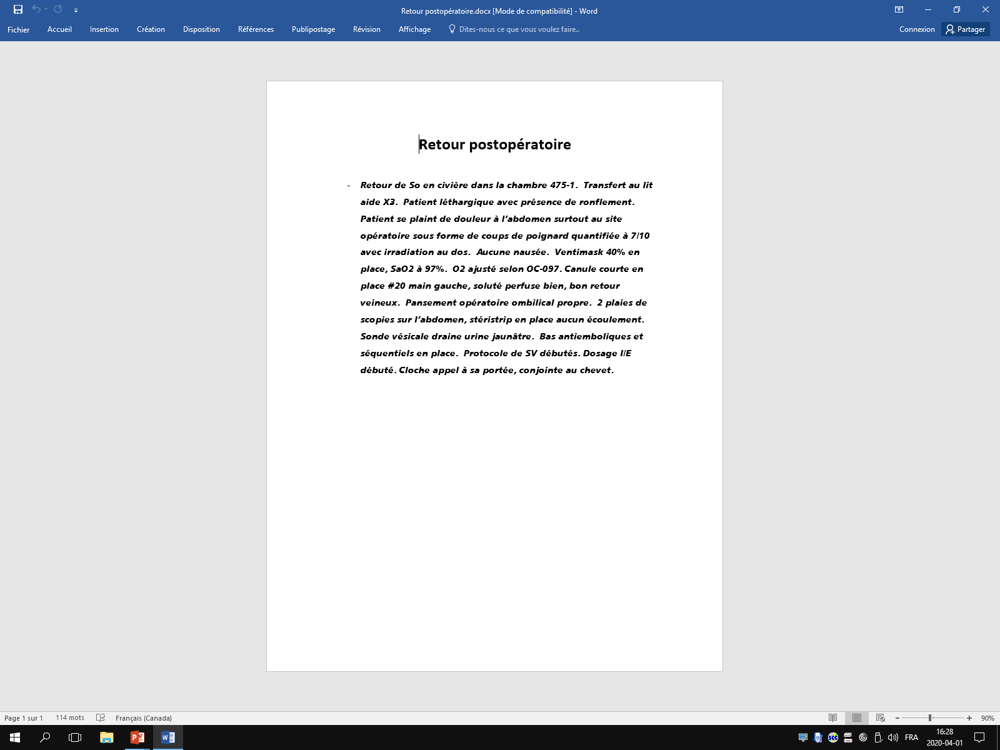 Retour postopératoire.docx [Mode de compatibilité] - Word
Fichier Accueil Insertion Création Disposition Références Publipostage Révision Affichage Dites-nous ce que vous voulez faire.. Connexion Partager
Retour postopératoire
- Retour de So en civière dans la chambre 475-1. Transfert au lit
aide X3. Patient léthargique avec présence de ronflement.
Patient se plaint de douleur à l’abdomen surtout au site
opératoire sous forme de coups de poignard quantifiée à 7/10
avec irradiation au dos. Aucune nausée. Ventimask 40% en
place, SaO2 à 97%. O2 ajusté selon OC-097. Canule courte en
place #20 main gauche, soluté perfuse bien, bon retour
veineux. Pansement opératoire ombilical propre. 2 plaies de
scopies sur l’abdomen, stéristrip en place aucun écoulement.
Sonde vésicale draine urine jaunâtre. Bas antiemboliques et
séquentiels en place. Protocole de SV débutés. Dosage I/E
débuté. Cloche appel à sa portée, conjointe au chevet.
Page 1 sur 1 114 mots Français (Canada) 90%
FRA 16:28
2020-04-01